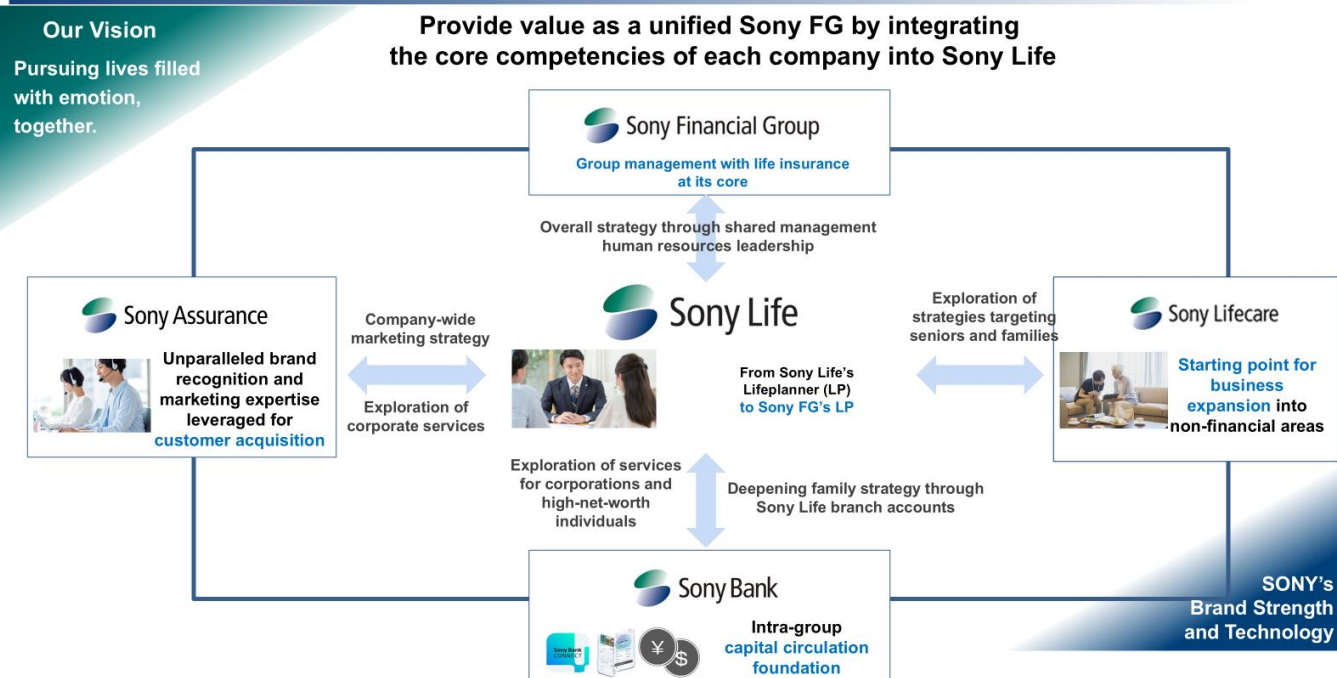 Our Vision
Pursuing lives filled
with emotion,
together.
Provide value as a unified Sony FG by integrating
the core competencies of each company into Sony Life
Sony Financial Group
Group management with life insurance
at its core
Overall strategy through shared management
human resources leadership
Sony Assurance
Unparalleled brand
recognition and
marketing expertise
leveraged for
customer acquisition
Company-wide
marketing strategy
Exploration of
corporate services
Sony Life
From Sony Life's
Lifeplanner (LP)
to Sony FG's LP
Exploration of
strategies targeting
seniors and families
Sony Lifecare
Starting point for
business
expansion into
non-financial areas
Exploration of services
for corporations and
high-net-worth
individuals
Deepening family strategy through
Sony Life branch accounts
Sony Bank
Sony Bank
CONNECT
¥
$
Intra-group
capital circulation
foundation
SONY's
Brand Strength
and Technology